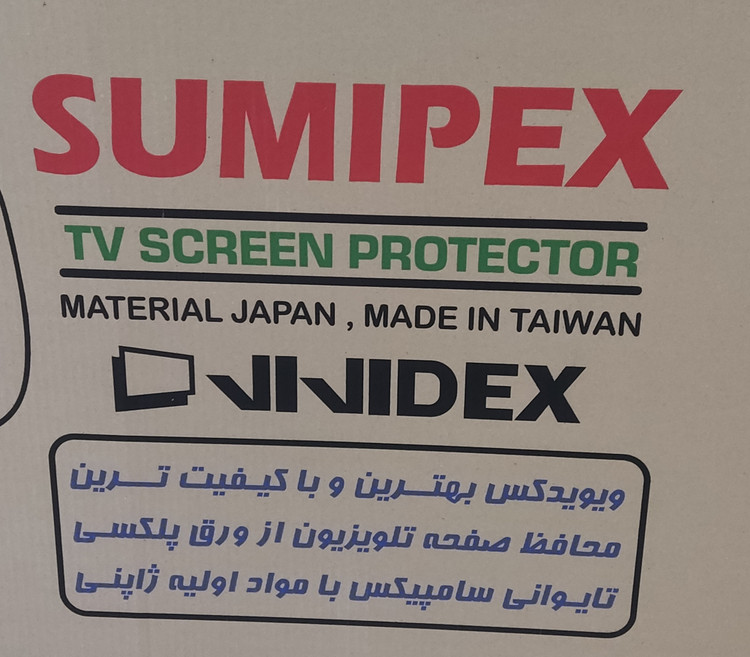 SUMIPEX
TV SCREEN PROTECTOR
MATERIAL JAPAN , MADE IN TAIWAN
VIVIDEX
ویویدکس بهترین و با کیفیت ترین
محافظ صفحه تلویزیون از ورق پلکسی
تایوانی سامپیکس با مواد اولیه ژاپنی